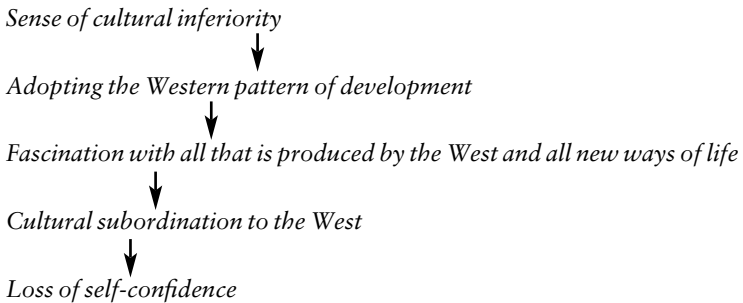 Sense of cultural inferiority
Adopting the Western pattern of development
Fascination with all that is produced by the West and all new ways of life
Cultural subordination to the West
Loss of self-confidence